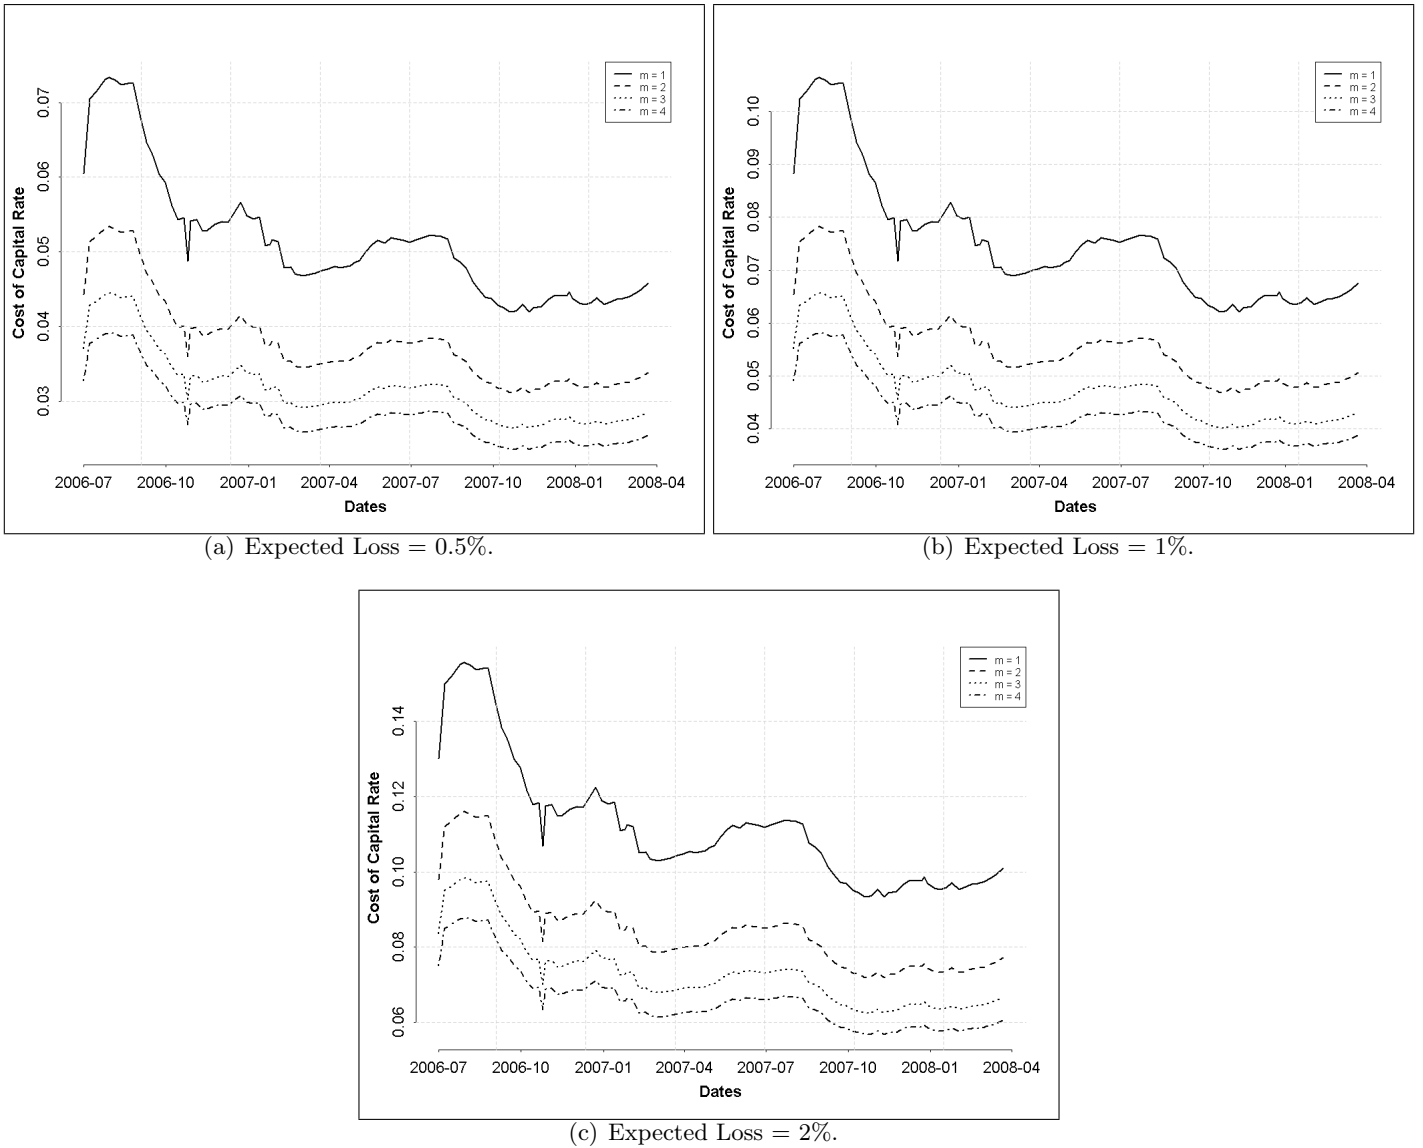 m = 1
m = 2
m = 3
m = 4
Cost of Capital Rate
0.07
0.06
0.05
0.04
0.03
2006-07 2006-10 2007-01 2007-04 2007-07 2007-10 2008-01 2008-04
Dates
(a) Expected Loss = 0.5%.
m = 1
m = 2
m = 3
m = 4
Cost of Capital Rate
0.10
0.09
0.08
0.07
0.06
0.05
0.04
2006-07 2006-10 2007-01 2007-04 2007-07 2007-10 2008-01 2008-04
Dates
(b) Expected Loss = 1%.
m = 1
m = 2
m = 3
m = 4
Cost of Capital Rate
0.14
0.12
0.10
0.08
0.06
2006-07 2006-10 2007-01 2007-04 2007-07 2007-10 2008-01 2008-04
Dates
(c) Expected Loss = 2%.